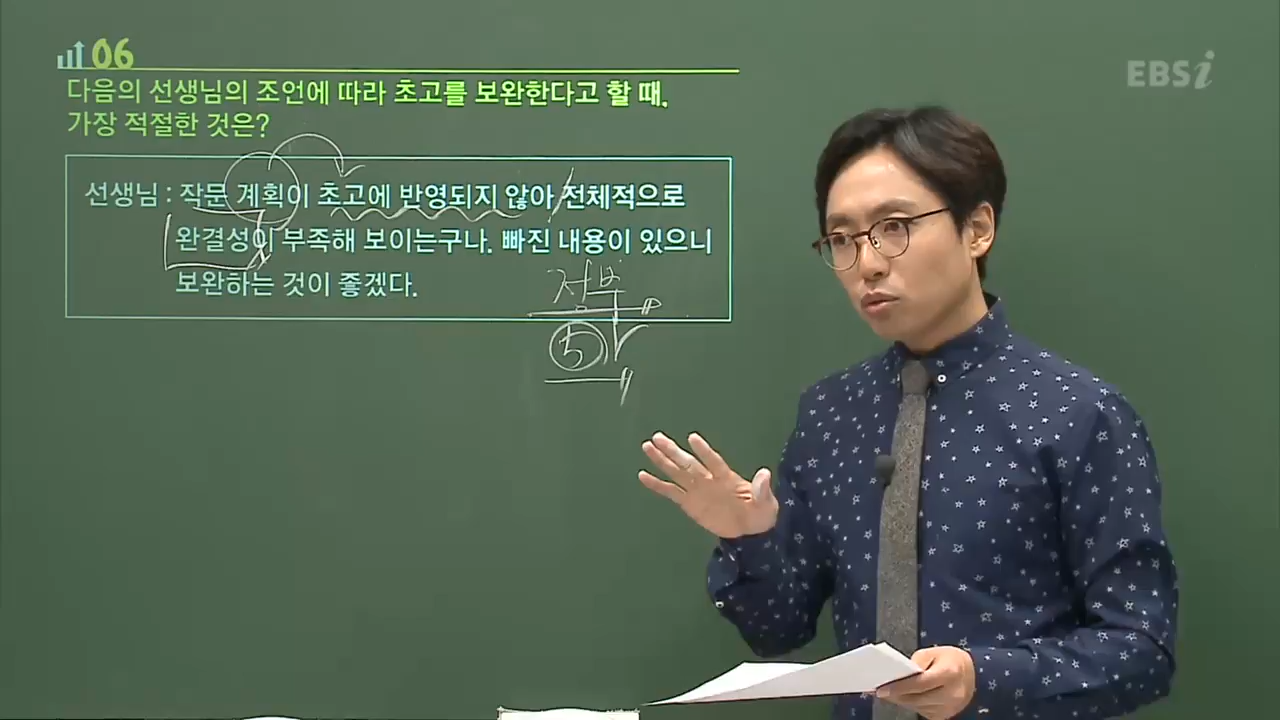 06
EBSi
다음의 선생님의 조언에 따라 초고를 보완한다고 할 때,
가장 적절한 것은?
선생님 : 작문 계획이 초고에 반영되지 않아 전체적으로
완결성이 부족해 보이는구나. 빠진 내용이 있으니
보완하는 것이 좋겠다.
정부
⑤